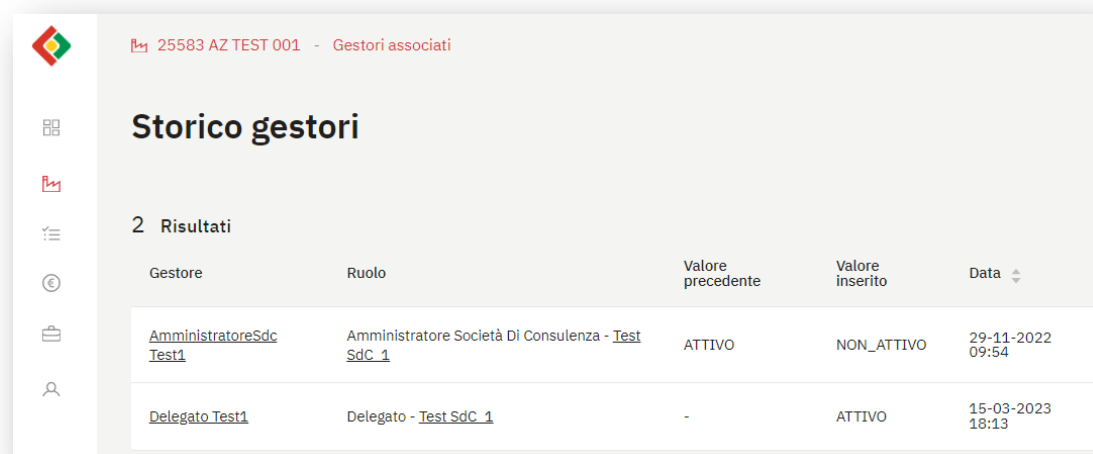 25583 AZ TEST 001 - Gestori associati
Storico gestori
2 Risultati
Gestore Ruolo Valore precedente Valore inserito Data
AmministratoreSdc Test1 Amministratore Società Di Consulenza - Test SdC_1 ATTIVO NON_ATTIVO 29-11-2022 09:54
Delegato Test1 Delegato - Test SdC_1 - ATTIVO 15-03-2023 18:13